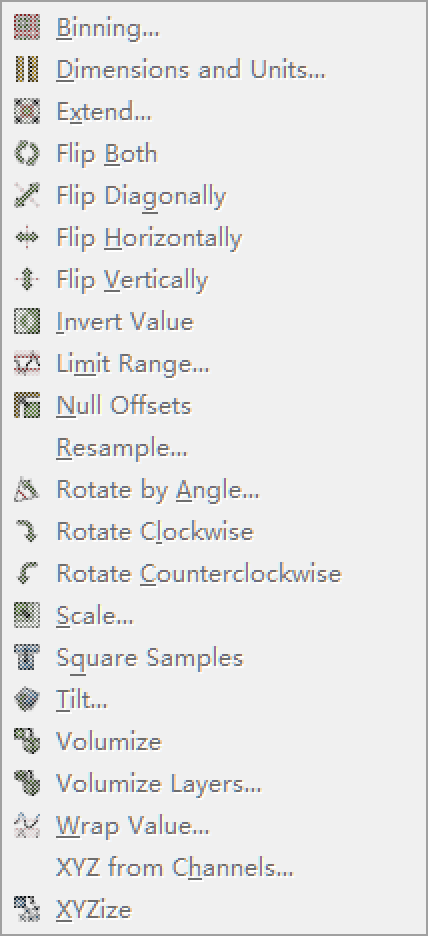 Binning...
Dimensions and Units...
Extend...
Flip Both
Flip Diagonally
Flip Horizontally
Flip Vertically
Invert Value
Limit Range...
Null Offsets
Resample...
Rotate by Angle...
Rotate Clockwise
Rotate Counterclockwise
Scale...
Square Samples
Tilt...
Volumize
Volumize Layers...
Wrap Value...
XYZ from Channels...
XYZize